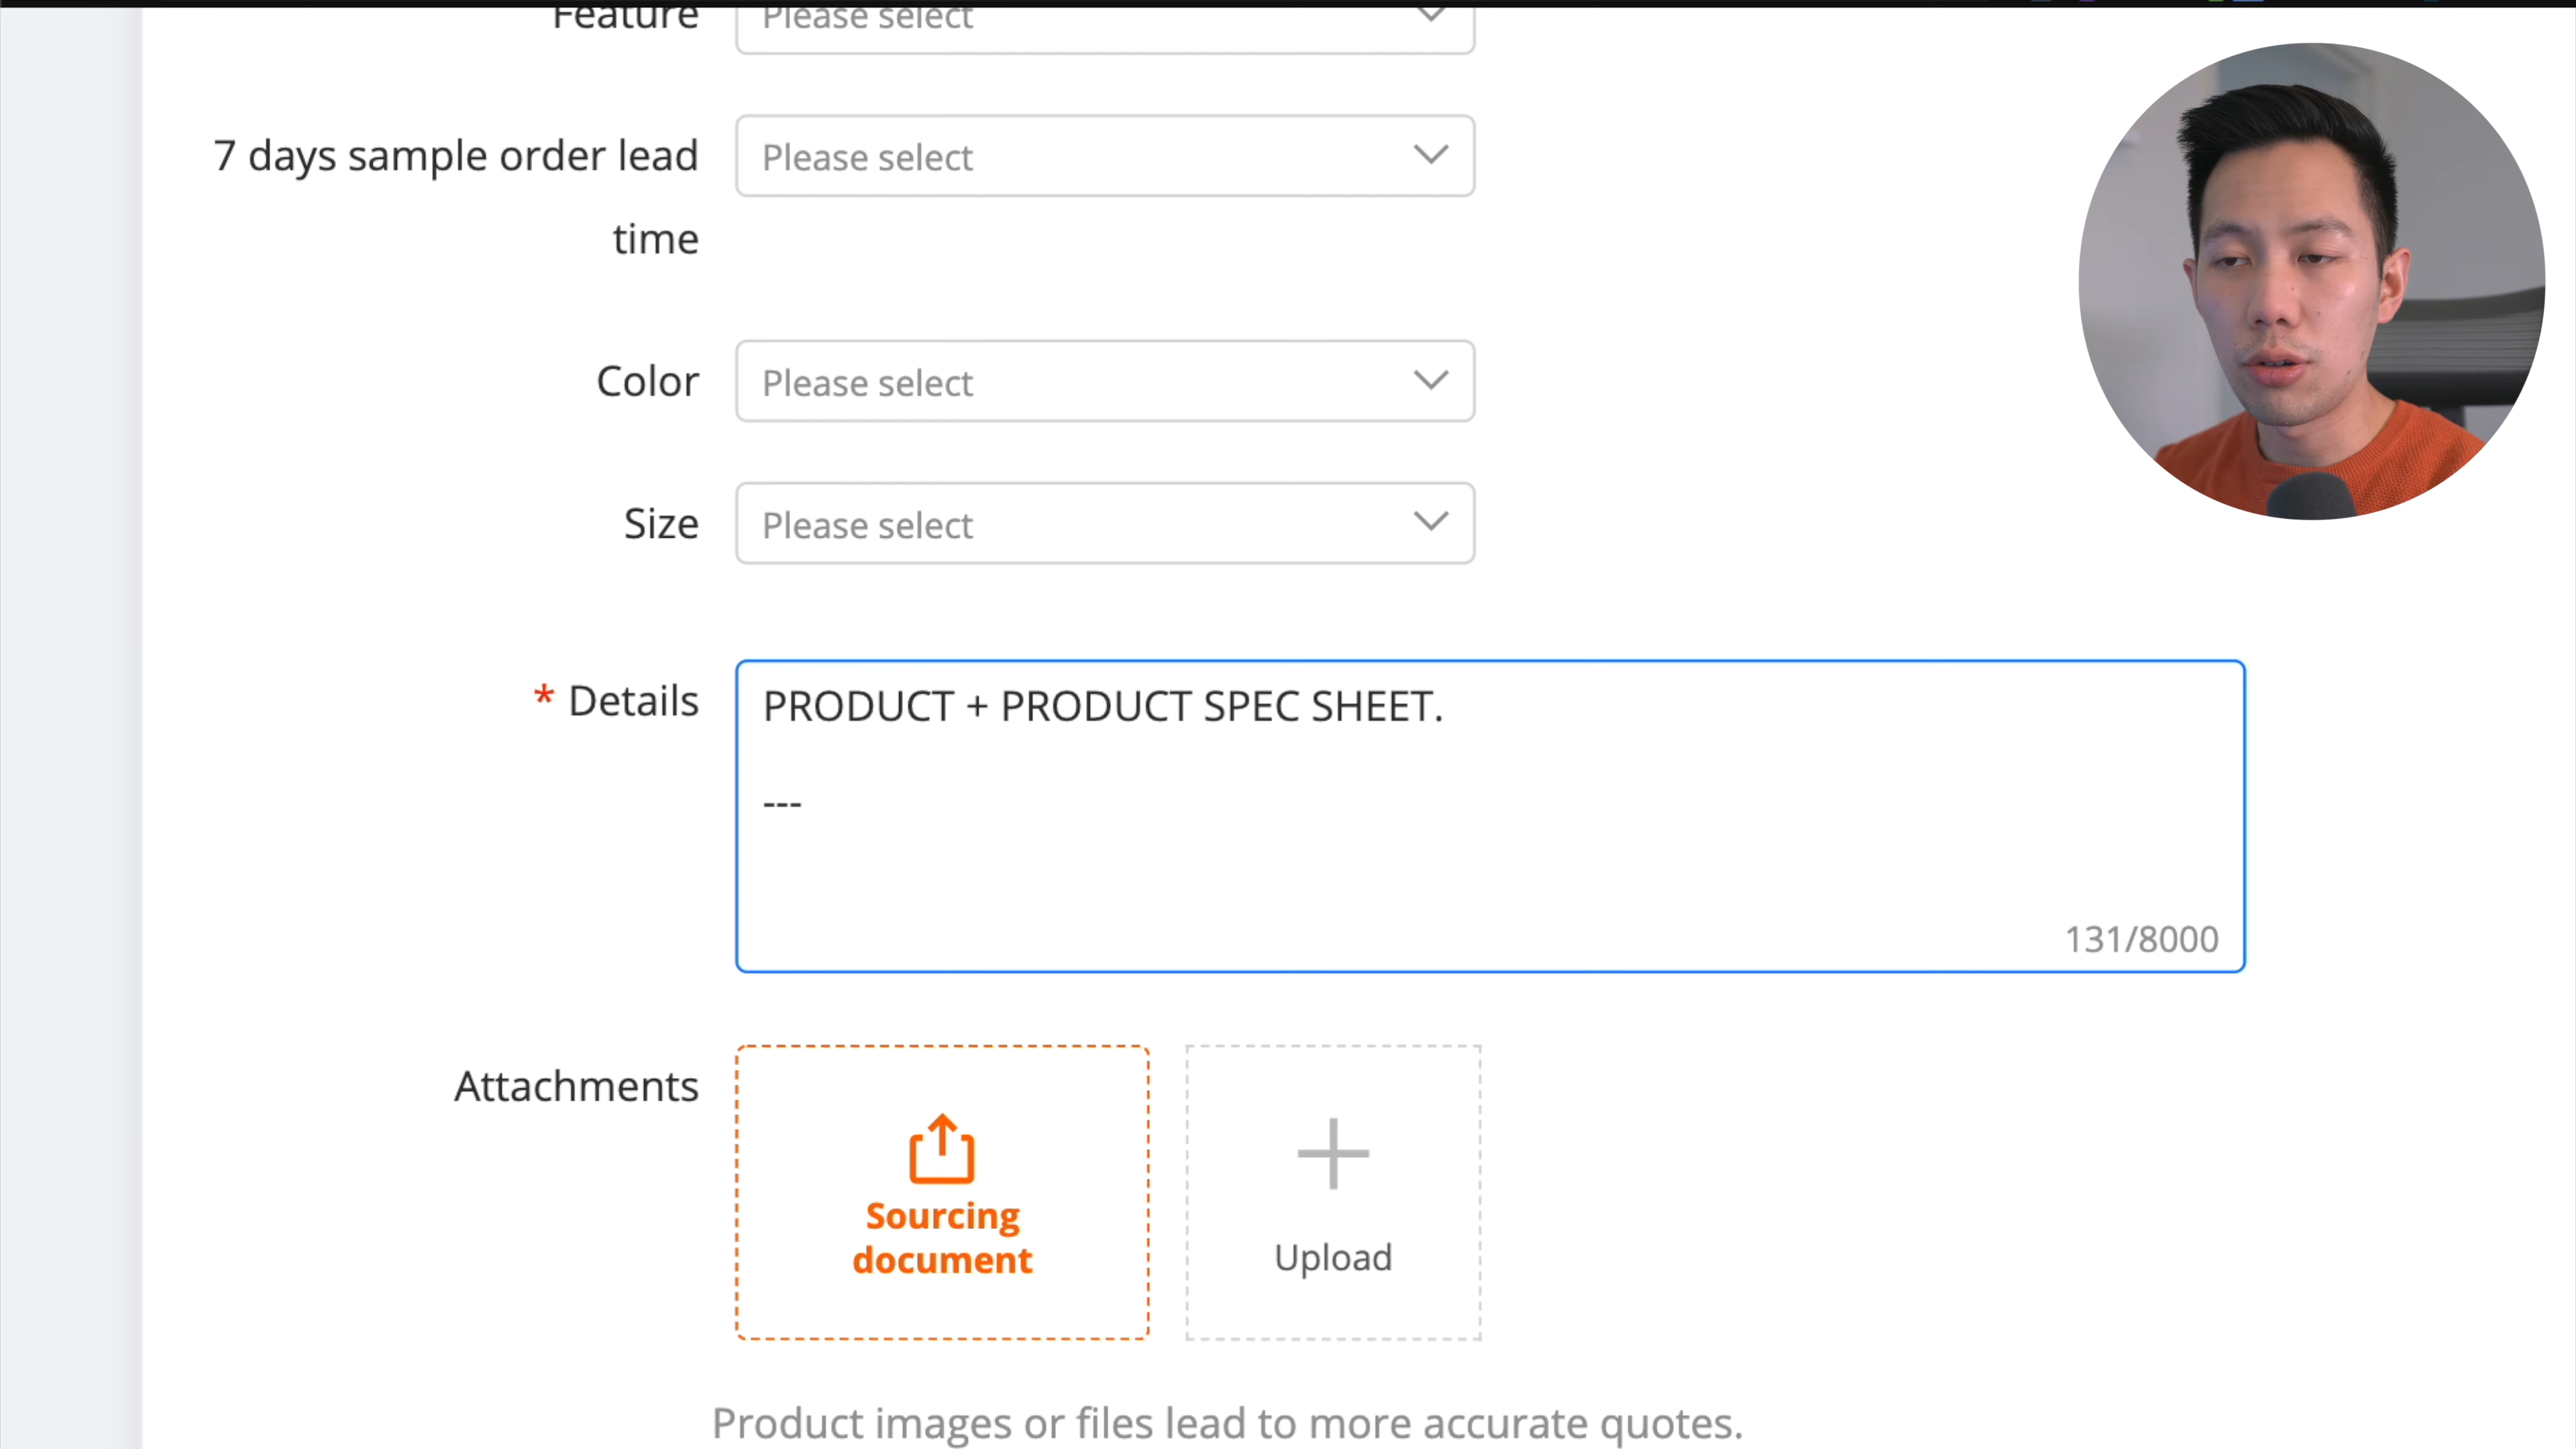 Feature Please select
7 days sample order lead Please select
time
Color Please select
Size Please select
* Details PRODUCT + PRODUCT SPEC SHEET.
---
131/8000
Attachments
Sourcing
document
Upload
Product images or files lead to more accurate quotes.